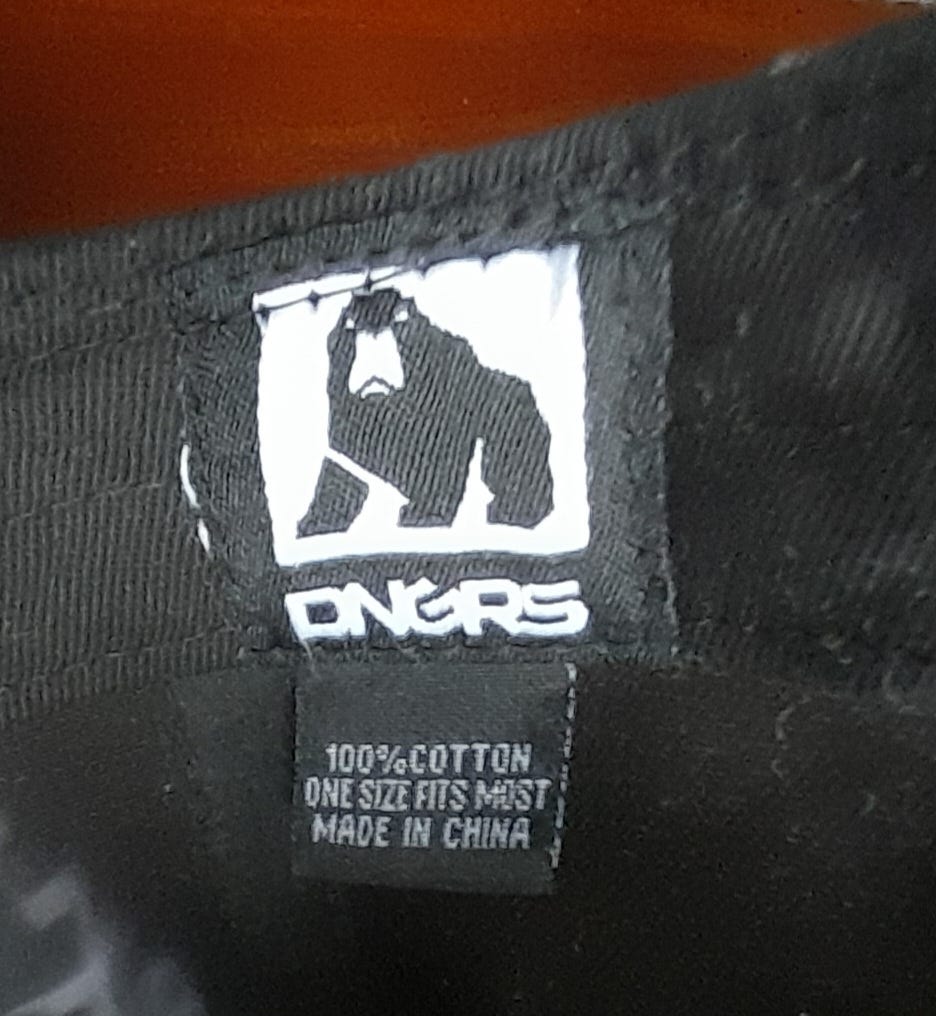 DNGRS
100% COTTON
ONE SIZE FITS MOST
MADE IN CHINA